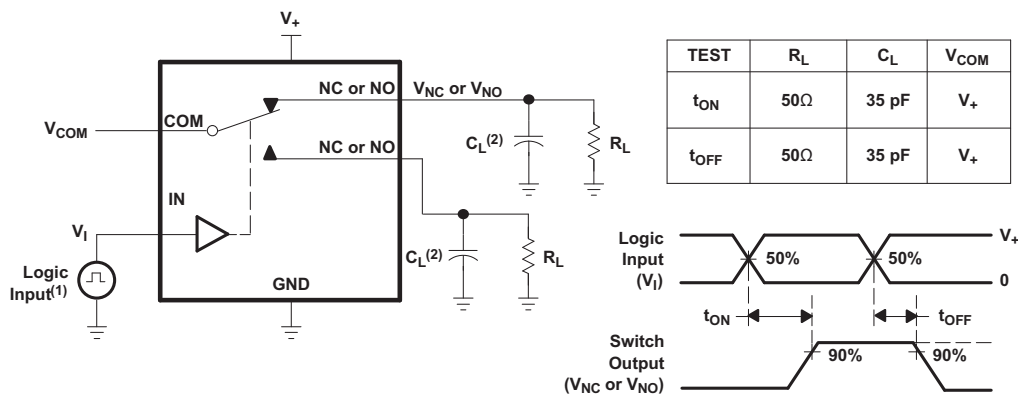 V+
NC or NO VNC or VNO
VCOM COM
CL(2) RL
NC or NO
IN
VI
CL(2) RL
Logic
Input(1)
GND
TEST RL CL VCOM
tON 50Ω 35 pF V+
tOFF 50Ω 35 pF V+
Logic
Input
(VI)
V+
50% 50%
0
tON tOFF
Switch
Output
(VNC or VNO)
90% 90%